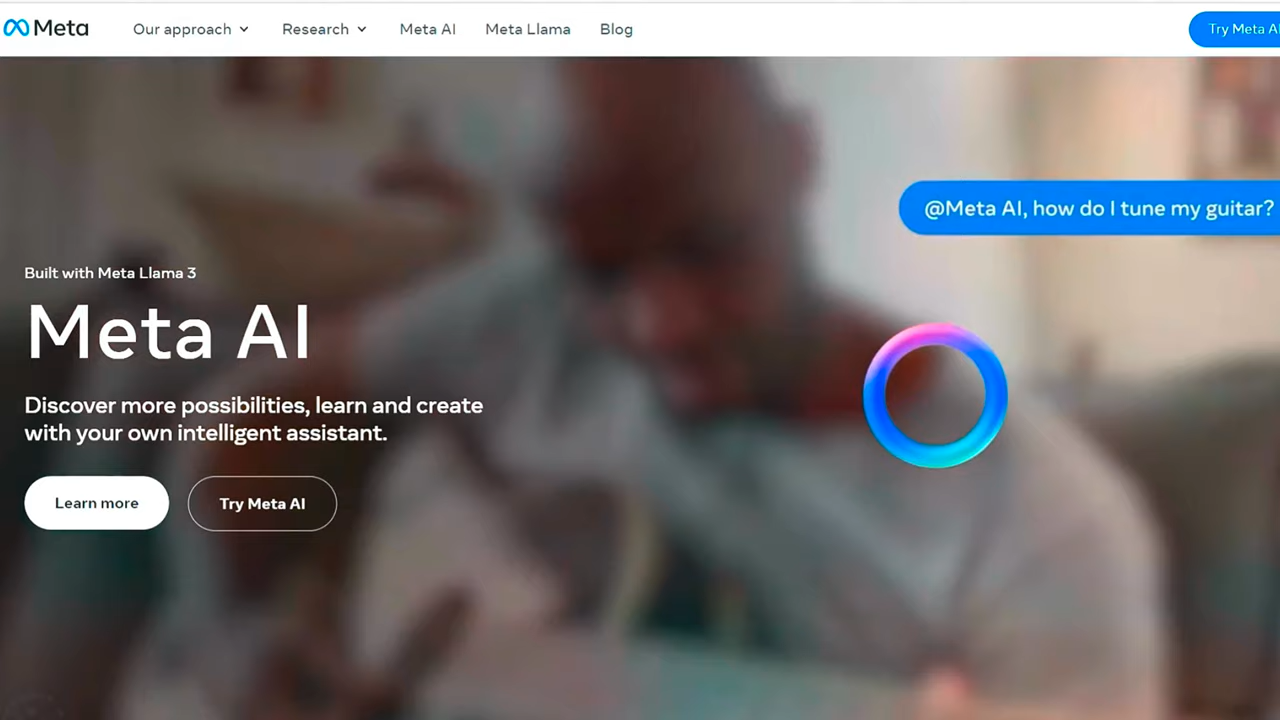 Meta
Our approach
Research
Meta AI
Meta Llama
Blog
Try Meta AI
@Meta AI, how do I tune my guitar?
Built with Meta Llama 3
Meta AI
Discover more possibilities, learn and create
with your own intelligent assistant.
Learn more
Try Meta AI